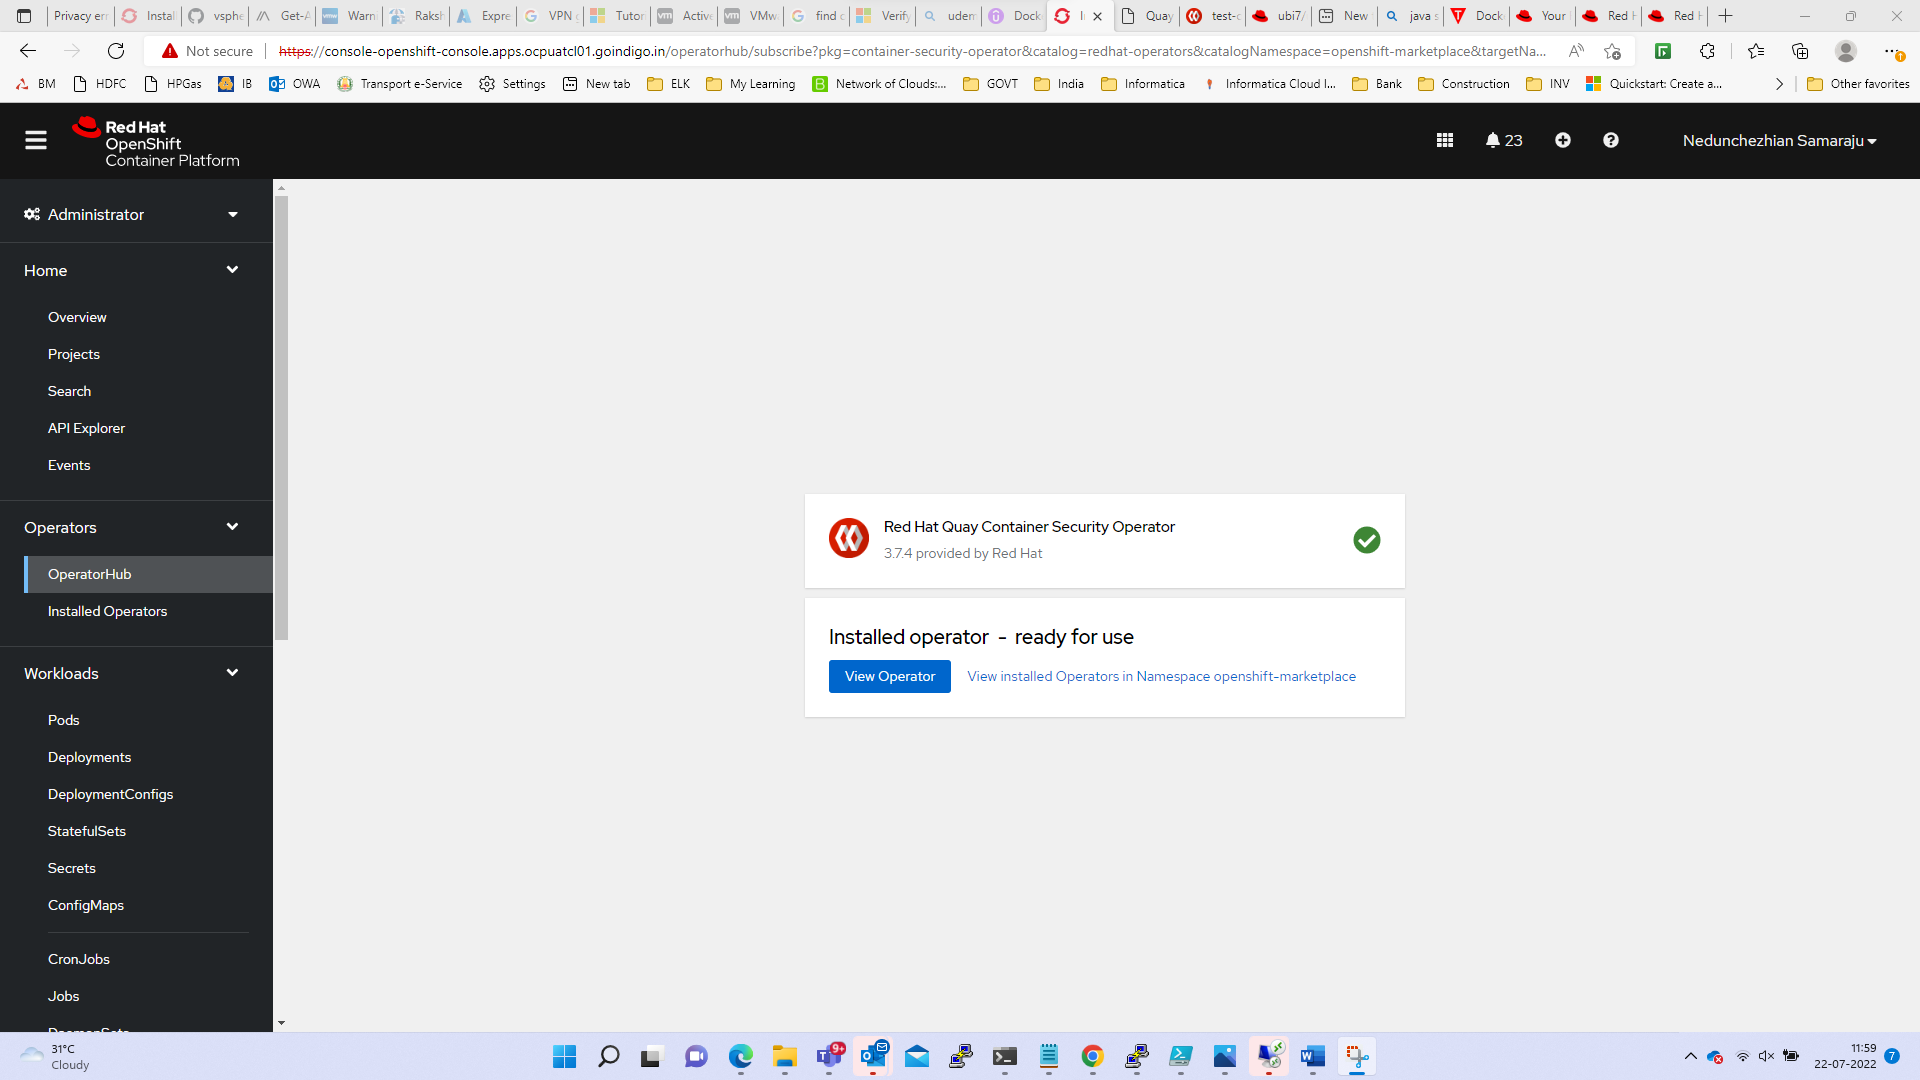 Privacy err
Instal
vsphe
Get-A
Warn
Raksh
Expre
VPN g
Tutor
Active
VMwa
find c
Verify
udem
Dock
Quay
test-c
ubi7/
New
java s
Dock
Your
Red H
Red H
Not secure
https://console-openshift-console.apps.ocpuatcl01.goindigo.in/operatorhub/subscribe?pkg=container-security-operator&catalog=redhat-operators&catalogNamespace=openshift-marketplace&targetNa...
BM
HDFC
HPGas
IB
OWA
Transport e-Service
Settings
New tab
ELK
My Learning
Network of Clouds:...
GOVT
India
Informatica
Informatica Cloud I...
Bank
Construction
INV
Quickstart: Create a...
Other favorites
Red Hat
OpenShift
Container Platform
23
Nedunchezhian Samaraju
Administrator
Home
Overview
Projects
Search
API Explorer
Events
Operators
OperatorHub
Installed Operators
Workloads
Pods
Deployments
DeploymentConfigs
StatefulSets
Secrets
ConfigMaps
CronJobs
Jobs
DaemonSets
Red Hat Quay Container Security Operator
3.7.4 provided by Red Hat
Installed operator - ready for use
View Operator
View installed Operators in Namespace openshift-marketplace
31°C
Cloudy
9+
11:59
22-07-2022
7